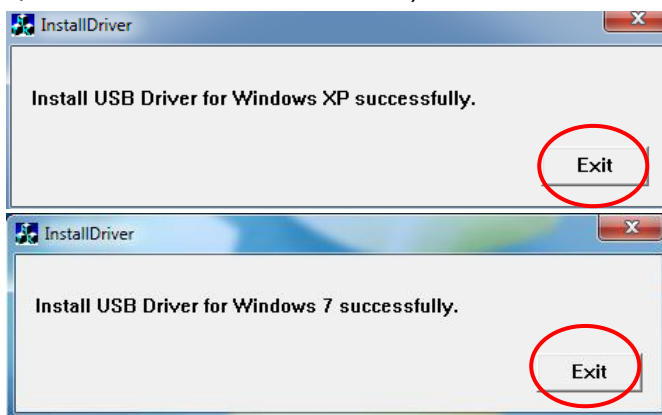 InstallDriver
Install USB Driver for Windows XP successfully.
Exit
InstallDriver
Install USB Driver for Windows 7 successfully.
Exit